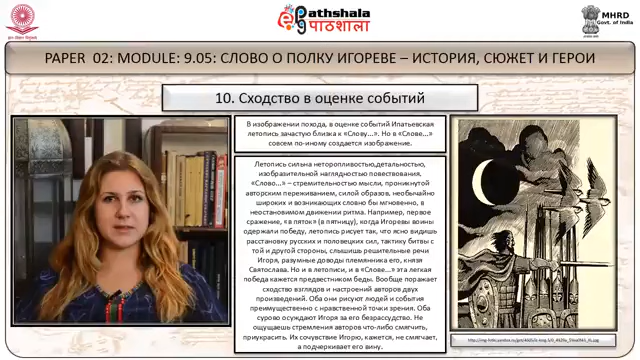 ePathshala
पाठशाला
MHRD
Govt. of India
PAPER 02: MODULE: 9.05: СЛОВО О ПОЛКУ ИГОРЕВЕ – ИСТОРИЯ, СЮЖЕТ И ГЕРОИ
10. Сходство в оценке событий
В изображении похода, в оценке событий Ипатьевская
летопись зачастую близка к «Слову...». Но в «Слове...»
совсем по-иному создается изображение.
Летопись сильна неторопливостью,детальностью,
изобразительной наглядностью повествования.
«Слово...» – стремительностью мысли, проникнутой
авторским переживанием, силой образов, необычайно
широких и возникающих словно бы мгновенно, в
неостановимом движении ритма. Например, первое
сражение, «в пяток» (в пятницу), когда Игоревы воины
одержали победу, летопись рисует так, что ясно видишь
расстановку русских и половецких сил, тактику битвы с
той и другой стороны, слышишь решительные речи
Игоря, разумные доводы племянника его, князя
Святослава. Но и в летописи, и в «Слове...» эта легкая
победа кажется предвестником беды. Вообще поражает
сходство взглядов и настроений авторов двух
произведений. Оба они рисуют людей и события
преимущественно с нравственной точки зрения. Оба
сурово осуждают Игоря за его безрассудство. Не
ощущаешь стремления авторов что-либо смягчить,
приукрасить. Их сочувствие Игорю, кажется, не смягчает,
а подчеркивает его вину.